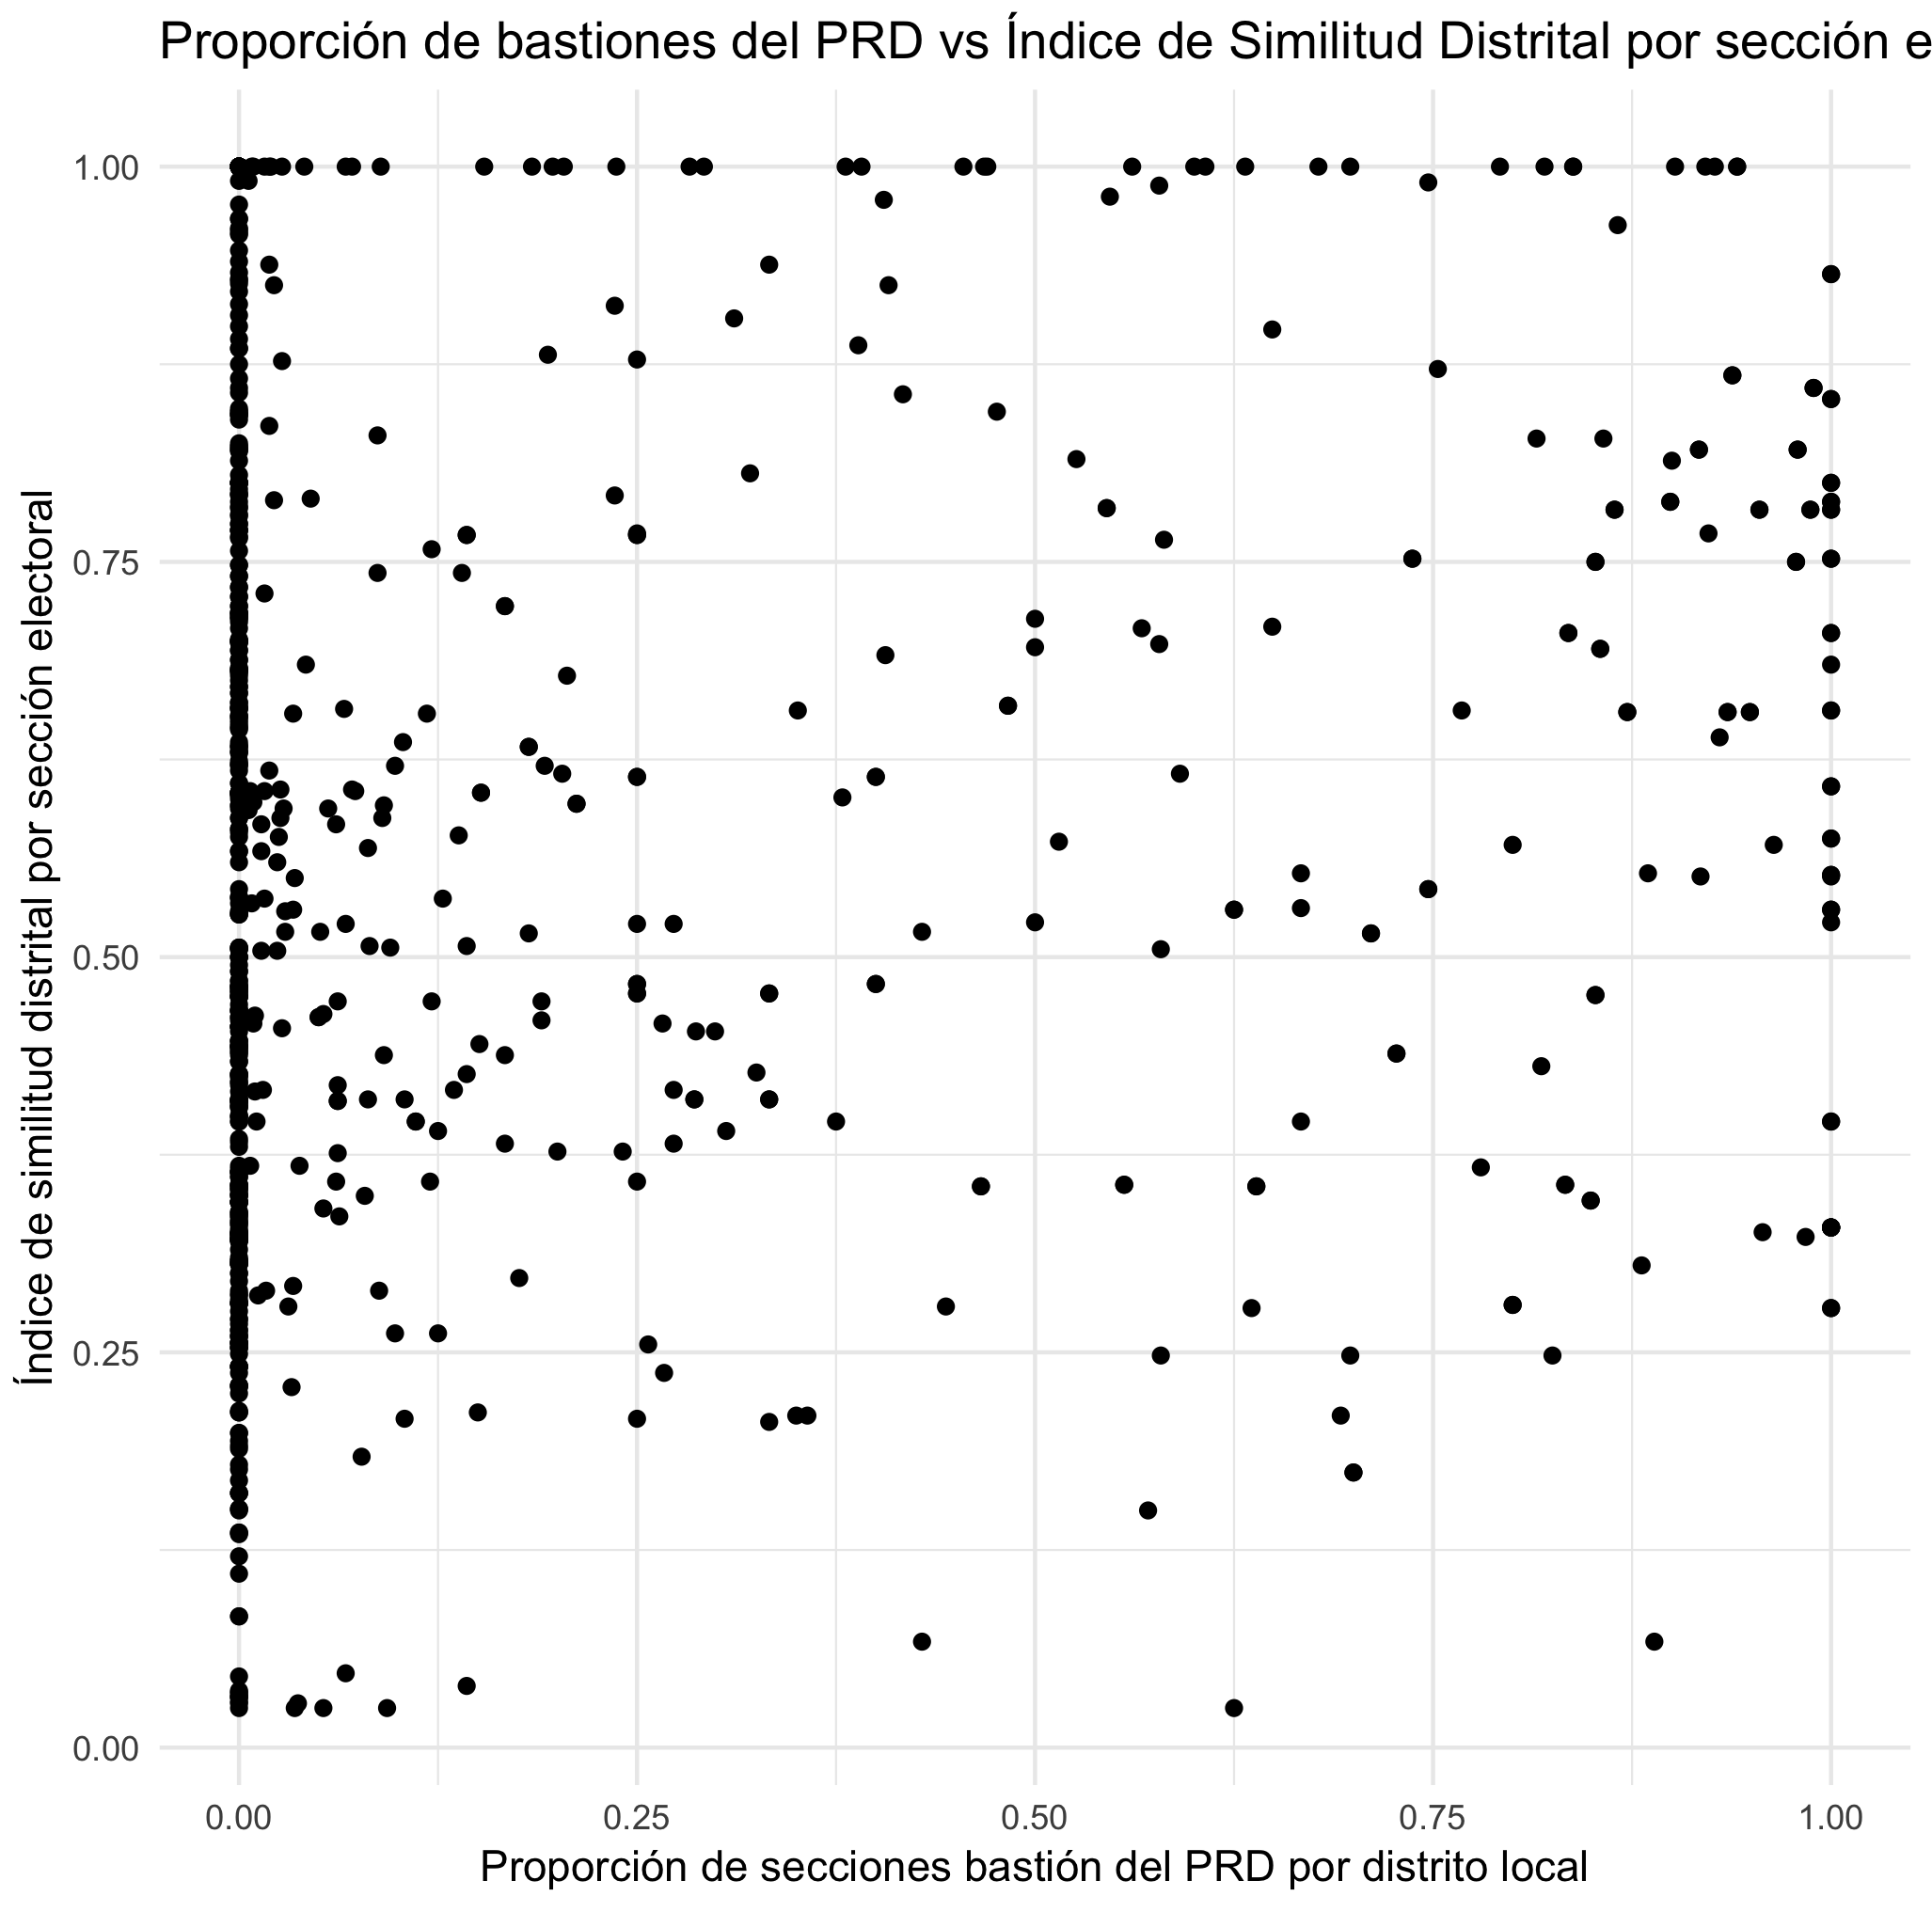 Proporción de bastiones del PRD vs Índice de Similitud Distrital por sección e
Índice de similitud distrital por sección electoral
1.00
0.75
0.50
0.25
0.00
0.00 0.25 0.50 0.75 1.00
Proporción de secciones bastión del PRD por distrito local